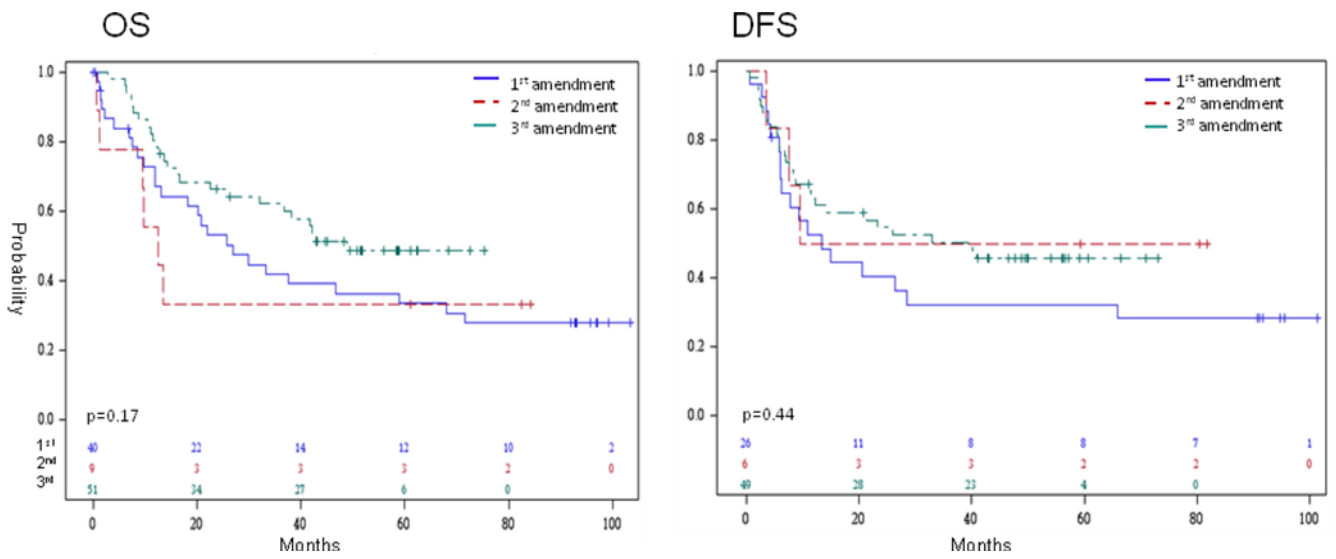 OS
1.0
0.8
0.6
0.4
0.2
0.0
Probability
1st amendment
2nd amendment
3rd amendment
p=0.17
1st 40 22 14 12 10 2
2nd 9 3 3 3 2 0
3rd 51 34 27 6 0
0 20 40 60 80 100
Months
DFS
1.0
0.8
0.6
0.4
0.2
0.0
1st amendment
2nd amendment
3rd amendment
p=0.44
26 11 8 8 7 1
6 3 3 2 2 0
49 28 23 4 0
0 20 40 60 80 100
Months